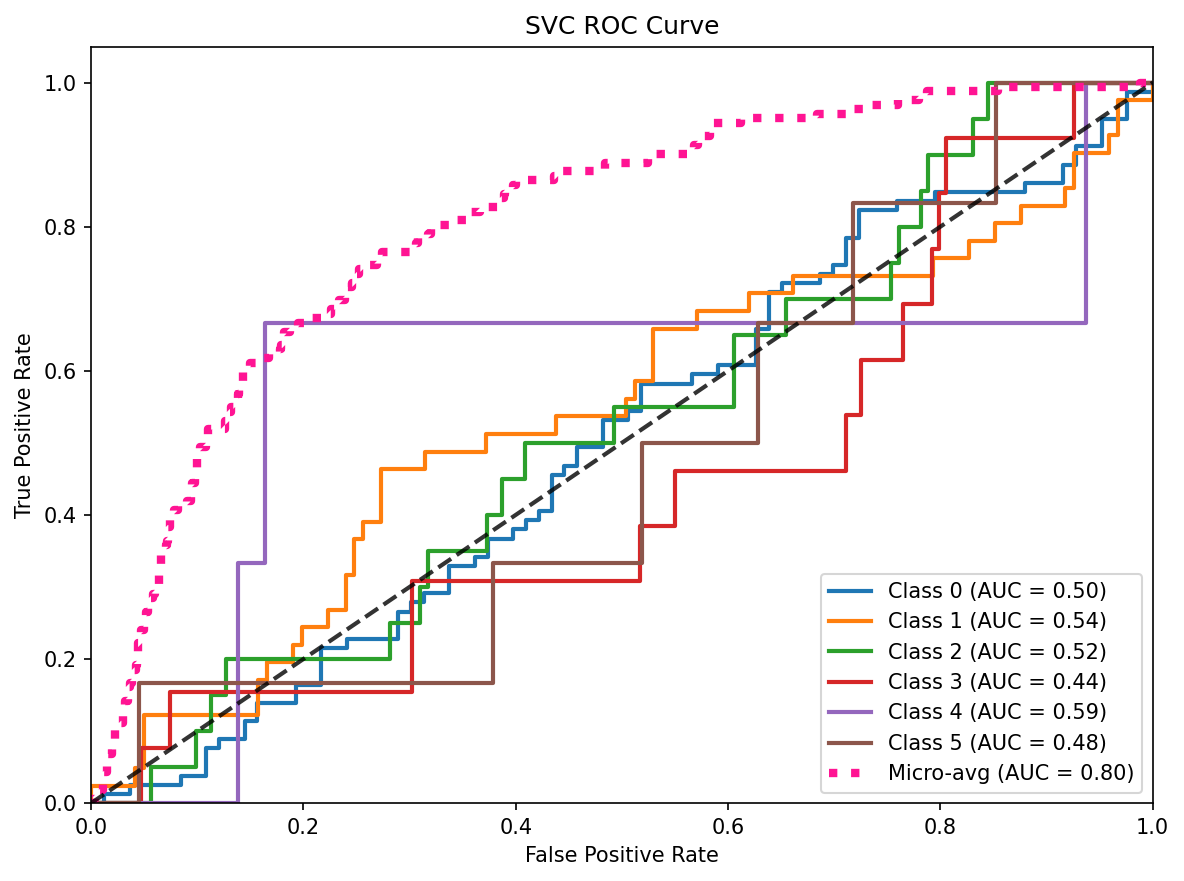 SVC ROC Curve
True Positive Rate
1.0
0.8
0.6
0.4
0.2
0.0
0.0 0.2 0.4 0.6 0.8 1.0
False Positive Rate
Class 0 (AUC = 0.50)
Class 1 (AUC = 0.54)
Class 2 (AUC = 0.52)
Class 3 (AUC = 0.44)
Class 4 (AUC = 0.59)
Class 5 (AUC = 0.48)
Micro-avg (AUC = 0.80)